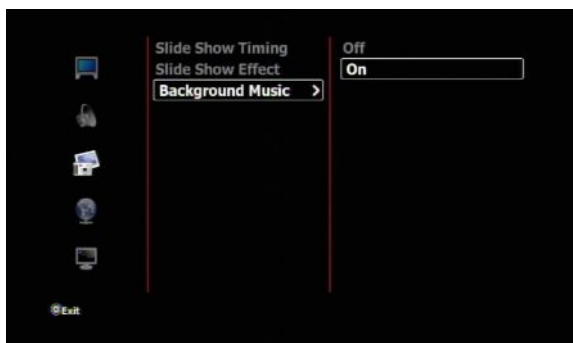 Slide Show Timing
Slide Show Effect
Background Music >
Off
On
Exit